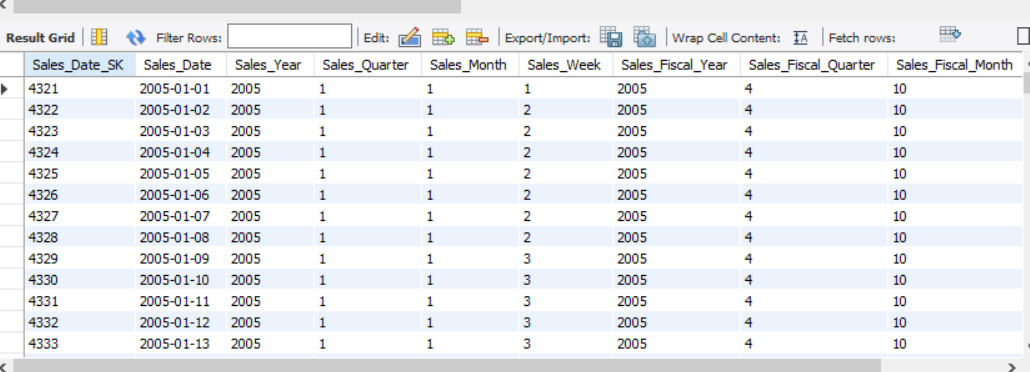 Result Grid Filter Rows: Edit: Export/Import: Wrap Cell Content: IA Fetch rows:
Sales_Date_SK Sales_Date Sales_Year Sales_Quarter Sales_Month Sales_Week Sales_Fiscal_Year Sales_Fiscal_Quarter Sales_Fiscal_Month
4321 2005-01-01 2005 1 1 1 2005 4 10
4322 2005-01-02 2005 1 1 2 2005 4 10
4323 2005-01-03 2005 1 1 2 2005 4 10
4324 2005-01-04 2005 1 1 2 2005 4 10
4325 2005-01-05 2005 1 1 2 2005 4 10
4326 2005-01-06 2005 1 1 2 2005 4 10
4327 2005-01-07 2005 1 1 2 2005 4 10
4328 2005-01-08 2005 1 1 2 2005 4 10
4329 2005-01-09 2005 1 1 3 2005 4 10
4330 2005-01-10 2005 1 1 3 2005 4 10
4331 2005-01-11 2005 1 1 3 2005 4 10
4332 2005-01-12 2005 1 1 3 2005 4 10
4333 2005-01-13 2005 1 1 3 2005 4 10